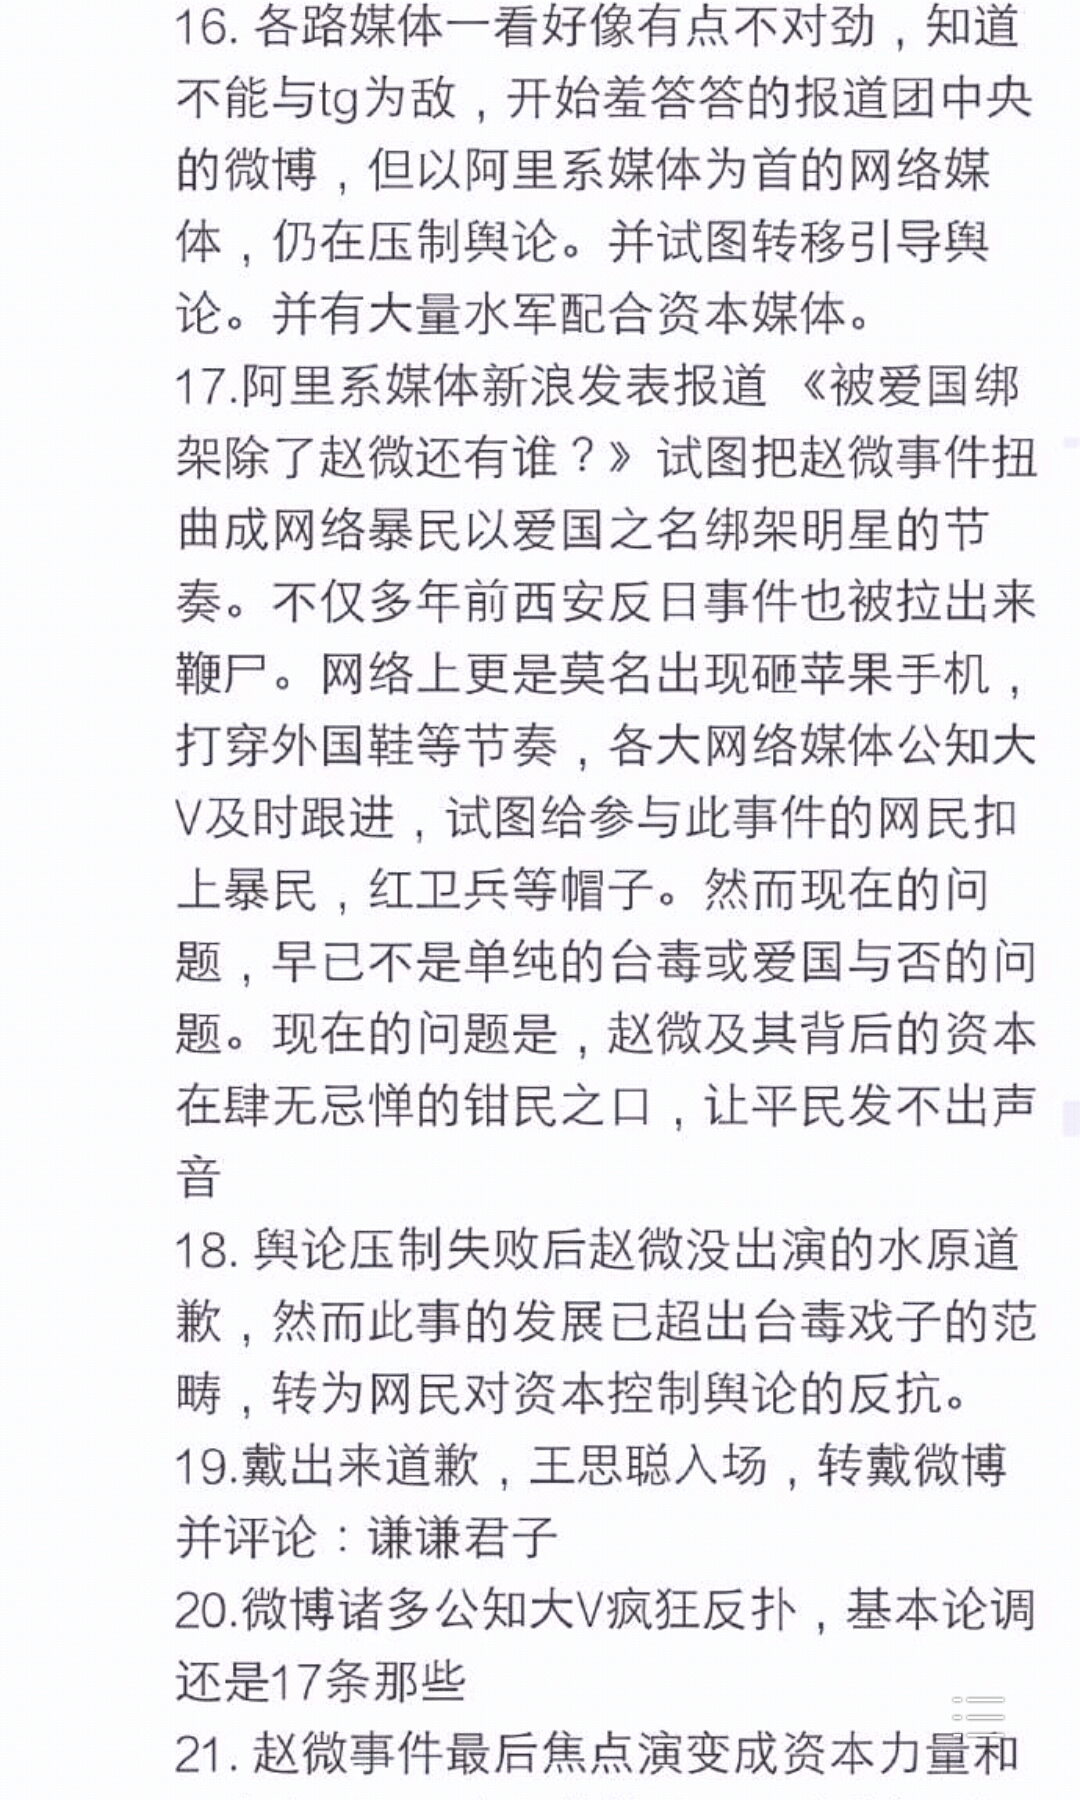 16. 各路媒体一看好像有点不对劲，知道
不能与tg为敌，开始羞答答的报道团中央
的微博，但以阿里系媒体为首的网络媒
体，仍在压制舆论。并试图转移引导舆
论。并有大量水军配合资本媒体。
17.阿里系媒体新浪发表报道 《被爱国绑
架除了赵微还有谁？》试图把赵微事件扭
曲成网络暴民以爱国之名绑架明星的节
奏。不仅多年前西安反日事件也被拉出来
鞭尸。网络上更是莫名出现砸苹果手机，
打穿外国鞋等节奏，各大网络媒体公知大
V及时跟进，试图给参与此事件的网民扣
上暴民，红卫兵等帽子。然而现在的问
题，早已不是单纯的台毒或爱国与否的问
题。现在的问题是，赵微及其背后的资本
在肆无忌惮的钳民之口，让平民发不出声
音
18. 舆论压制失败后赵微没出演的水原道
歉，然而此事的发展已超出台毒戏子的范
畴，转为网民对资本控制舆论的反抗。
19.戴出来道歉，王思聪入场，转戴微博
并评论：谦谦君子
20.微博诸多公知大V疯狂反扑，基本论调
还是17条那些
21. 赵微事件最后焦点演变成资本力量和